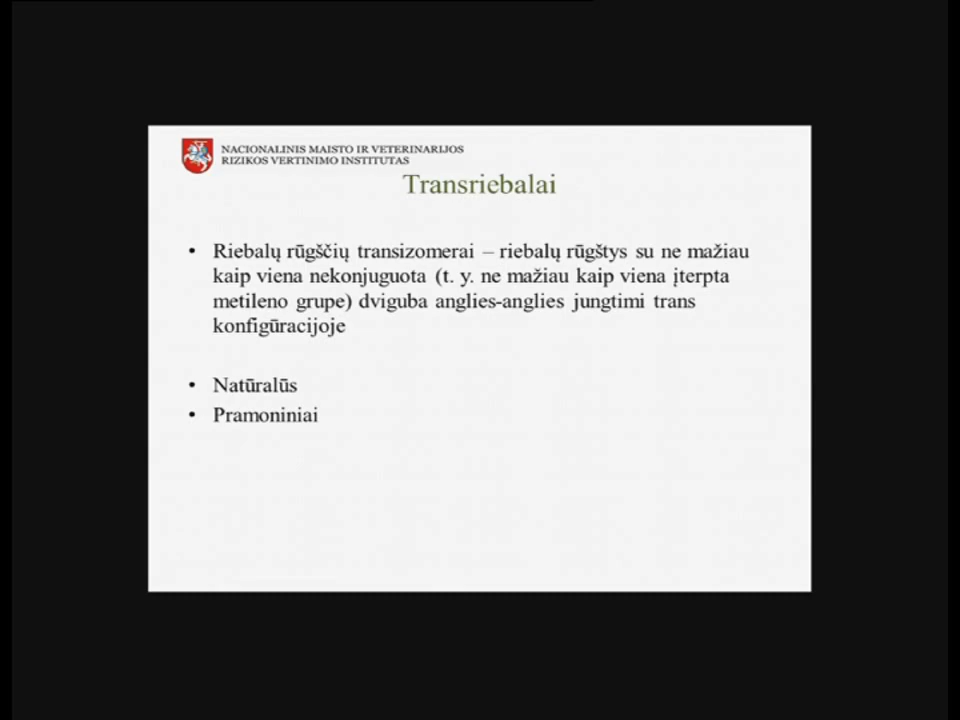 NACIONALINIS MAISTO IR VETERINARIJOS
RIZIKOS VERTINIMO INSTITUTAS
Transriebalai
• Riebalų rūgščių transizomerai – riebalų rūgštys su ne mažiau
kaip viena nekonjuguota (t. y. ne mažiau kaip viena įterpta
metileno grupe) dviguba anglies-anglies jungtimi trans
konfigūracijoje
• Natūralūs
• Pramoniniai